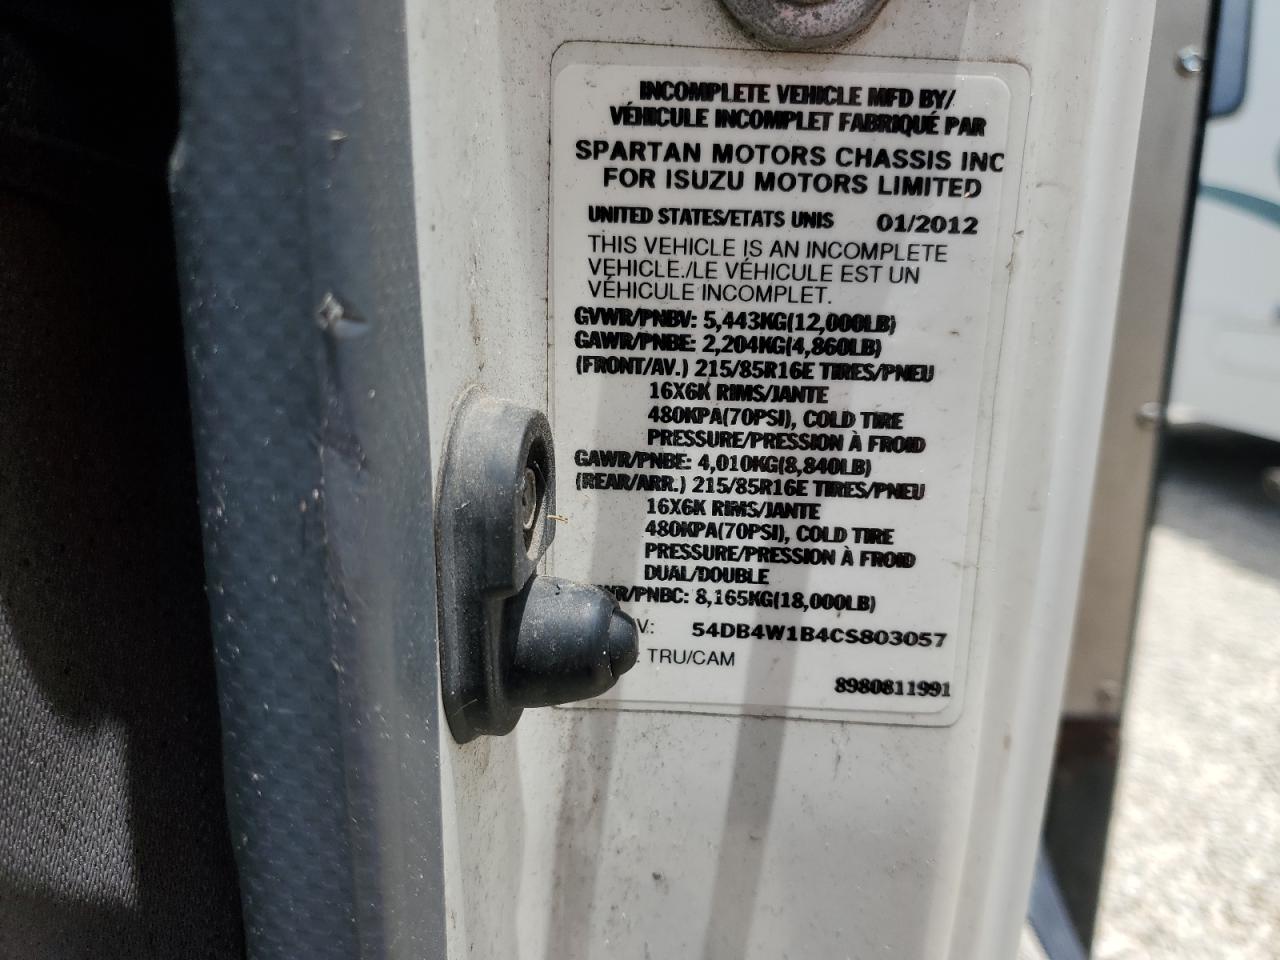 INCOMPLETE VEHICLE MFD BY/
VÉHICULE INCOMPLET FABRIQUÉ PAR
SPARTAN MOTORS CHASSIS INC
FOR ISUZU MOTORS LIMITED
UNITED STATES/ETATS UNIS 01/2012
THIS VEHICLE IS AN INCOMPLETE
VEHICLE./LE VÉHICULE EST UN
VÉHICULE INCOMPLET.
GVWR/PNBV: 5,443KG(12,000LB)
GAWR/PNBE: 2,204KG(4,860LB)
(FRONT/AV.) 215/85R16E TIRES/PNEU
16X6K RIMS/JANTE
480KPA(70PSI), COLD TIRE
PRESSURE/PRESSION À FROID
GAWR/PNBE: 4,010KG(8,840LB)
(REAR/ARR.) 215/85R16E TIRES/PNEU
16X6K RIMS/JANTE
480KPA(70PSI), COLD TIRE
PRESSURE/PRESSION À FROID
DUAL/DOUBLE
WR/PNBC: 8,165KG(18,000LB)
V.: 54DB4W1B4CS803057
: TRU/CAM
8980811991